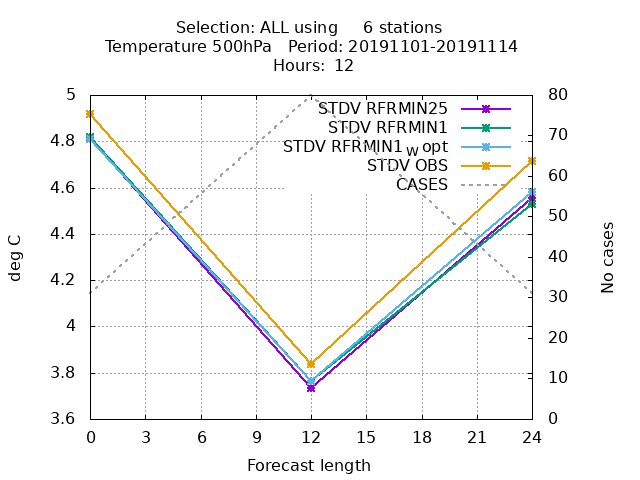 Selection: ALL using     6 stations
Temperature 500hPa   Period: 20191101-20191114
Hours: 12
5
4.8
4.6
4.4
4.2
4
3.8
3.6
deg C
STDV RFRMIN25
STDV RFRMIN1
STDV RFRMIN1 w opt
STDV OBS
CASES
80
70
60
50
40
30
20
10
0
No cases
0 3 6 9 12 15 18 21 24
Forecast length